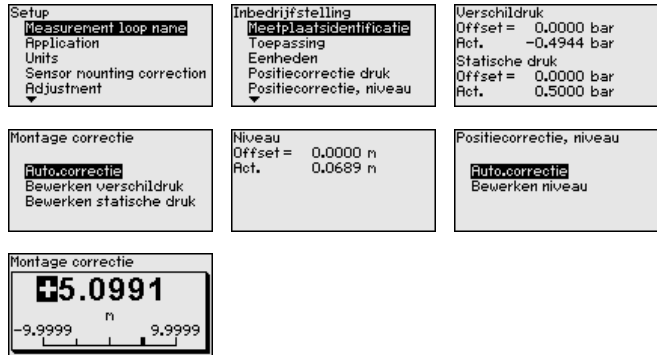 Setup
Measurement loop name
Application
Units
Sensor mounting correction
Adjustment
Inbedrijfstelling
Meetplaatsidentificatie
Toepassing
Eenheden
Positiecorrectie druk
Positiecorrectie, niveau
Verschildruk
Offset = 0.0000 bar
Act. -0.4944 bar
Statische druk
Offset = 0.0000 bar
Act. 0.5000 bar
Montage correctie
Auto.correctie
Bewerken verschildruk
Bewerken statische druk
Niveau
Offset = 0.0000 m
Act. 0.0689 m
Positiecorrectie, niveau
Auto.correctie
Bewerken niveau
Montage correctie
+5.0991
m
-9.9999 9.9999